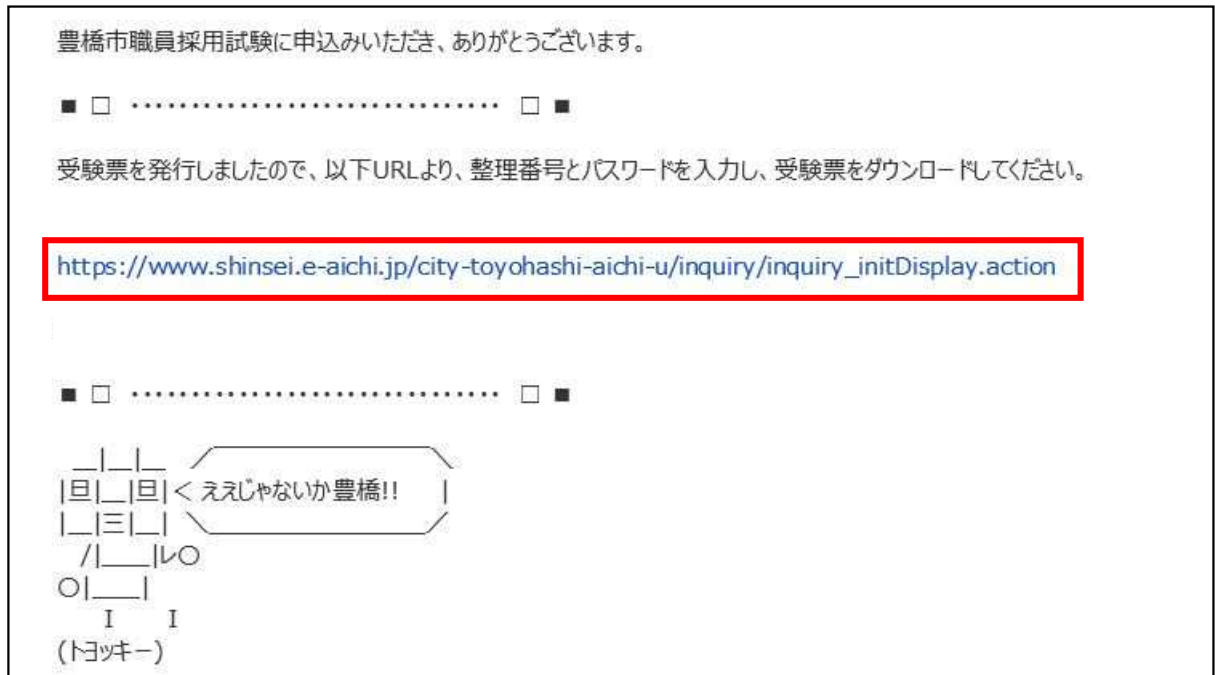 豊橋市職員採用試験に申込みいただき、ありがとうございます。
■ □ ‥‥‥‥‥‥‥‥‥‥‥‥‥‥‥ □ ■
受験票を発行しましたので、以下URLより、整理番号とパスワードを入力し、受験票をダウンロードしてください。
https://www.shinsei.e-aichi.jp/city-toyohashi-aichi-u/inquiry/inquiry_initDisplay.action
■ □ ‥‥‥‥‥‥‥‥‥‥‥‥‥‥‥ □ ■
＿|＿|＿ ／￣￣￣￣￣￣￣￣￣＼
|旦|＿|旦|< ええじゃないか豊橋!! |
|＿|三|＿| ＼＿＿＿＿＿＿＿＿＿／
/|＿＿|レ○
○|＿＿|
I I
(トヨッキー)